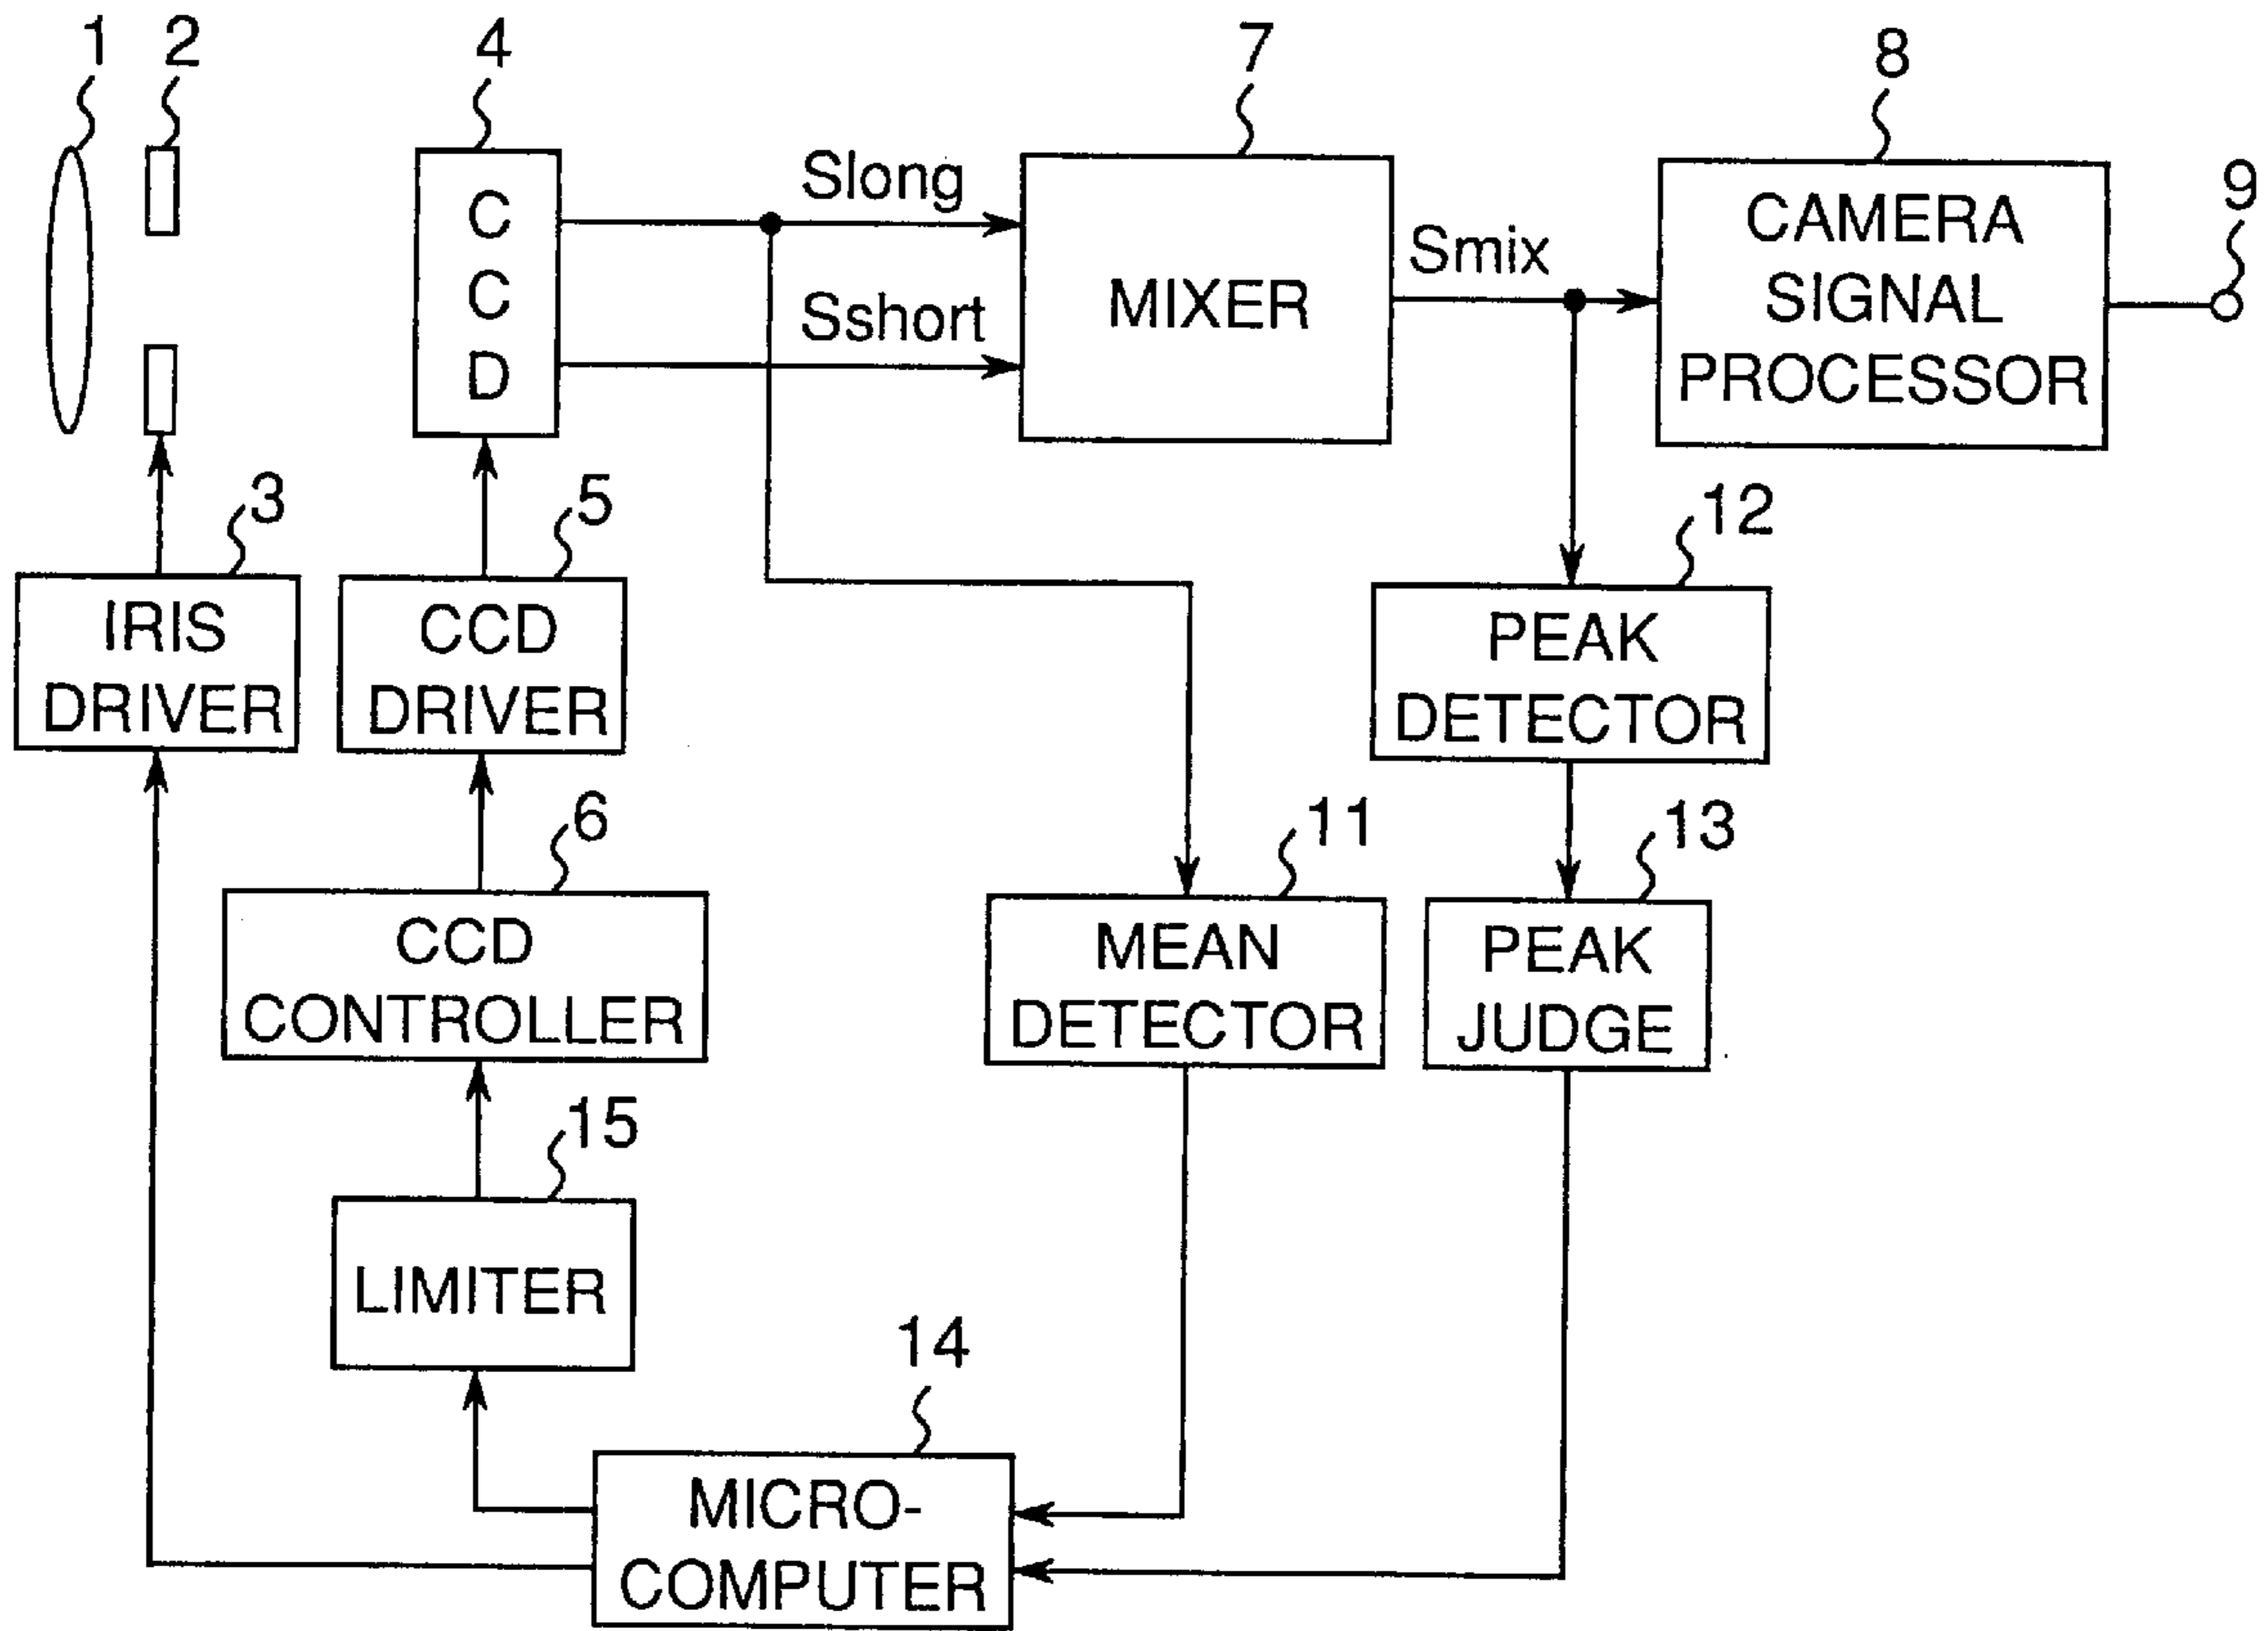 1
2
4
7
8
9
Slong
C
C
D
Sshort
MIXER
Smix
CAMERA
SIGNAL
PROCESSOR
3
5
12
IRIS
DRIVER
CCD
DRIVER
PEAK
DETECTOR
6
11
13
CCD
CONTROLLER
MEAN
DETECTOR
PEAK
JUDGE
15
LIMITER
14
MICRO-
COMPUTER